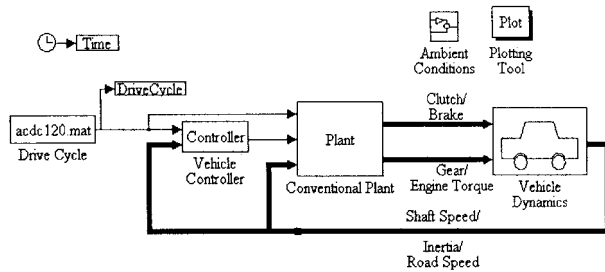 Time
Plot
Ambient
Conditions
Plotting
Tool
DriveCycle
Clutch/
Brake
acdc120.mat
Drive Cycle
Controller
Vehicle
Controller
Plant
Conventional Plant
Gear/
Engine Torque
Vehicle
Dynamics
Shaft Speed/
Inertia/
Road Speed